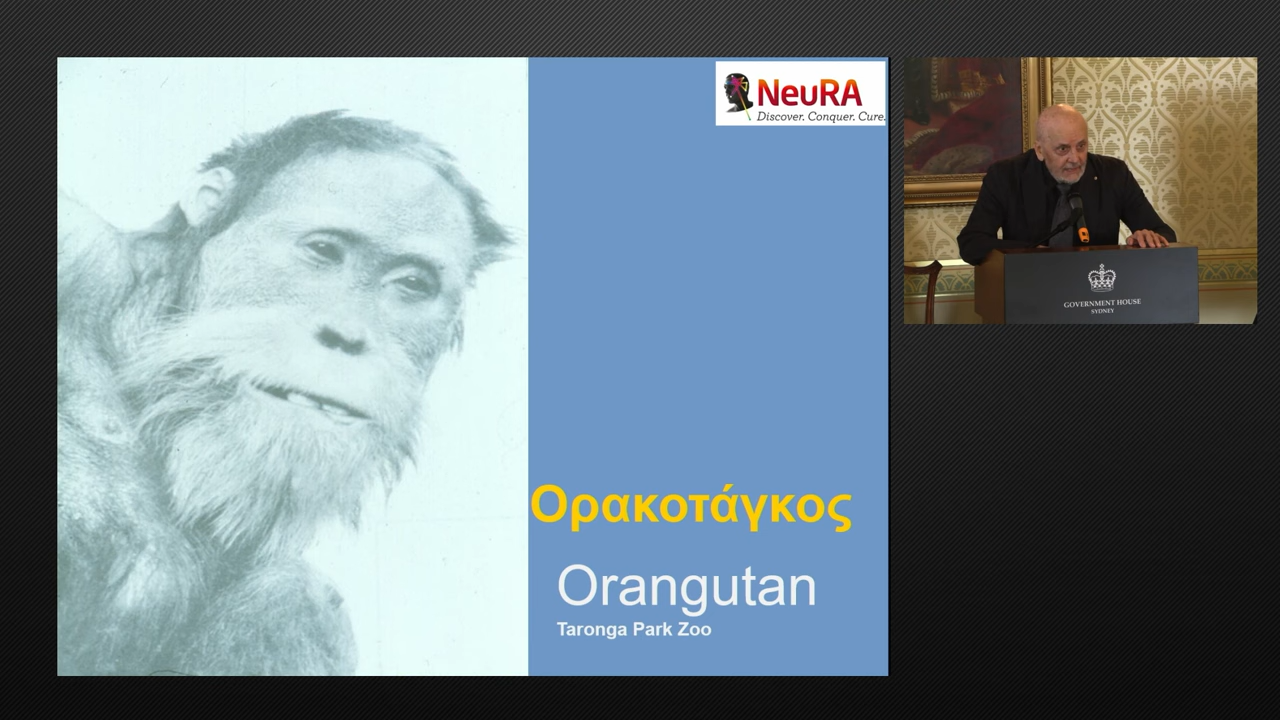 NeuRA
Discover. Conquer. Cure.
Ορακοτάγκος
Orangutan
Taronga Park Zoo
GOVERNMENT HOUSE
SYDNEY